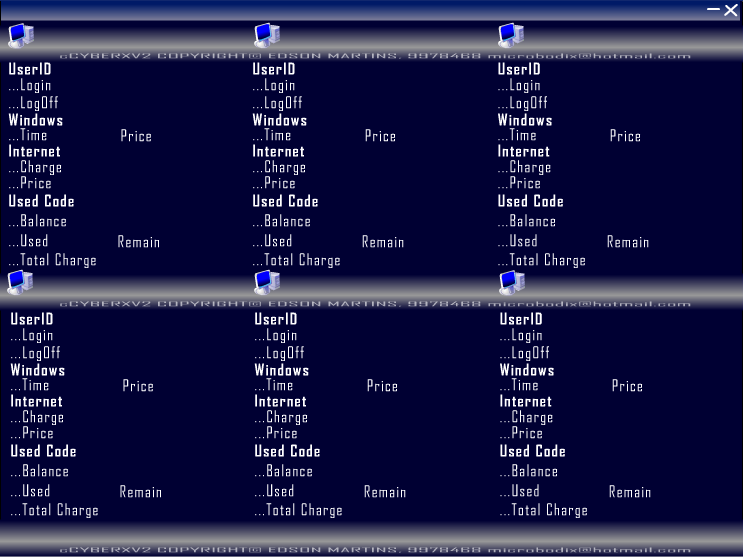 cCYBERXV2 COPYRIGHT© EDSON MARTINS. 9978468 microbodix@hotmail.com
UserID UserID UserID
...Login ...Login ...Login
...LogOff ...LogOff ...LogOff
Windows Windows Windows
...Time Price ...Time Price ...Time Price
Internet Internet Internet
...Charge ...Charge ...Charge
...Price ...Price ...Price
Used Code Used Code Used Code
...Balance ...Balance ...Balance
...Used Remain ...Used Remain ...Used Remain
...Total Charge ...Total Charge ...Total Charge
cCYBERXV2 COPYRIGHT© EDSON MARTINS. 9978468 microbodix@hotmail.com
UserID UserID UserID
...Login ...Login ...Login
...LogOff ...LogOff ...LogOff
Windows Windows Windows
...Time Price ...Time Price ...Time Price
Internet Internet Internet
...Charge ...Charge ...Charge
...Price ...Price ...Price
Used Code Used Code Used Code
...Balance ...Balance ...Balance
...Used Remain ...Used Remain ...Used Remain
...Total Charge ...Total Charge ...Total Charge
cCYBERXV2 COPYRIGHT© EDSON MARTINS. 9978468 microbodix@hotmail.com